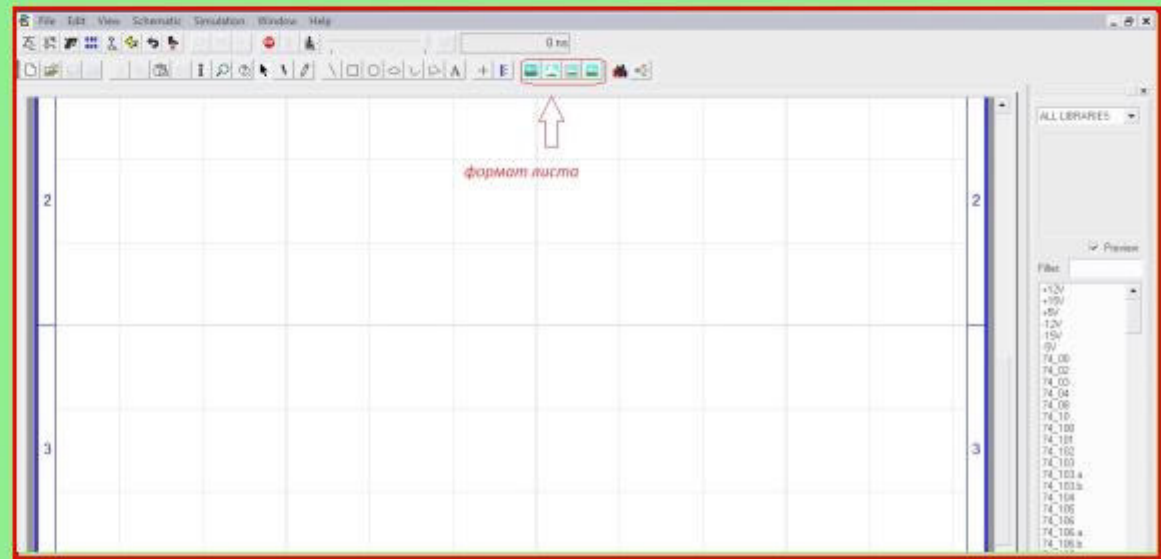 File Edit View Schematic Simulation Window Help
0 ns
A
ALL LIBRARIES
формат листа
2 2
Preview
Filter
+12V
+15V
+5V
-12V
-15V
74_00
74_02
74_03
74_04
74_08
74_10
74_100
74_101
74_102
74_103
3 3
74_103.a
74_103.b
74_104
74_105
74_106
74_106.a
74_106.b